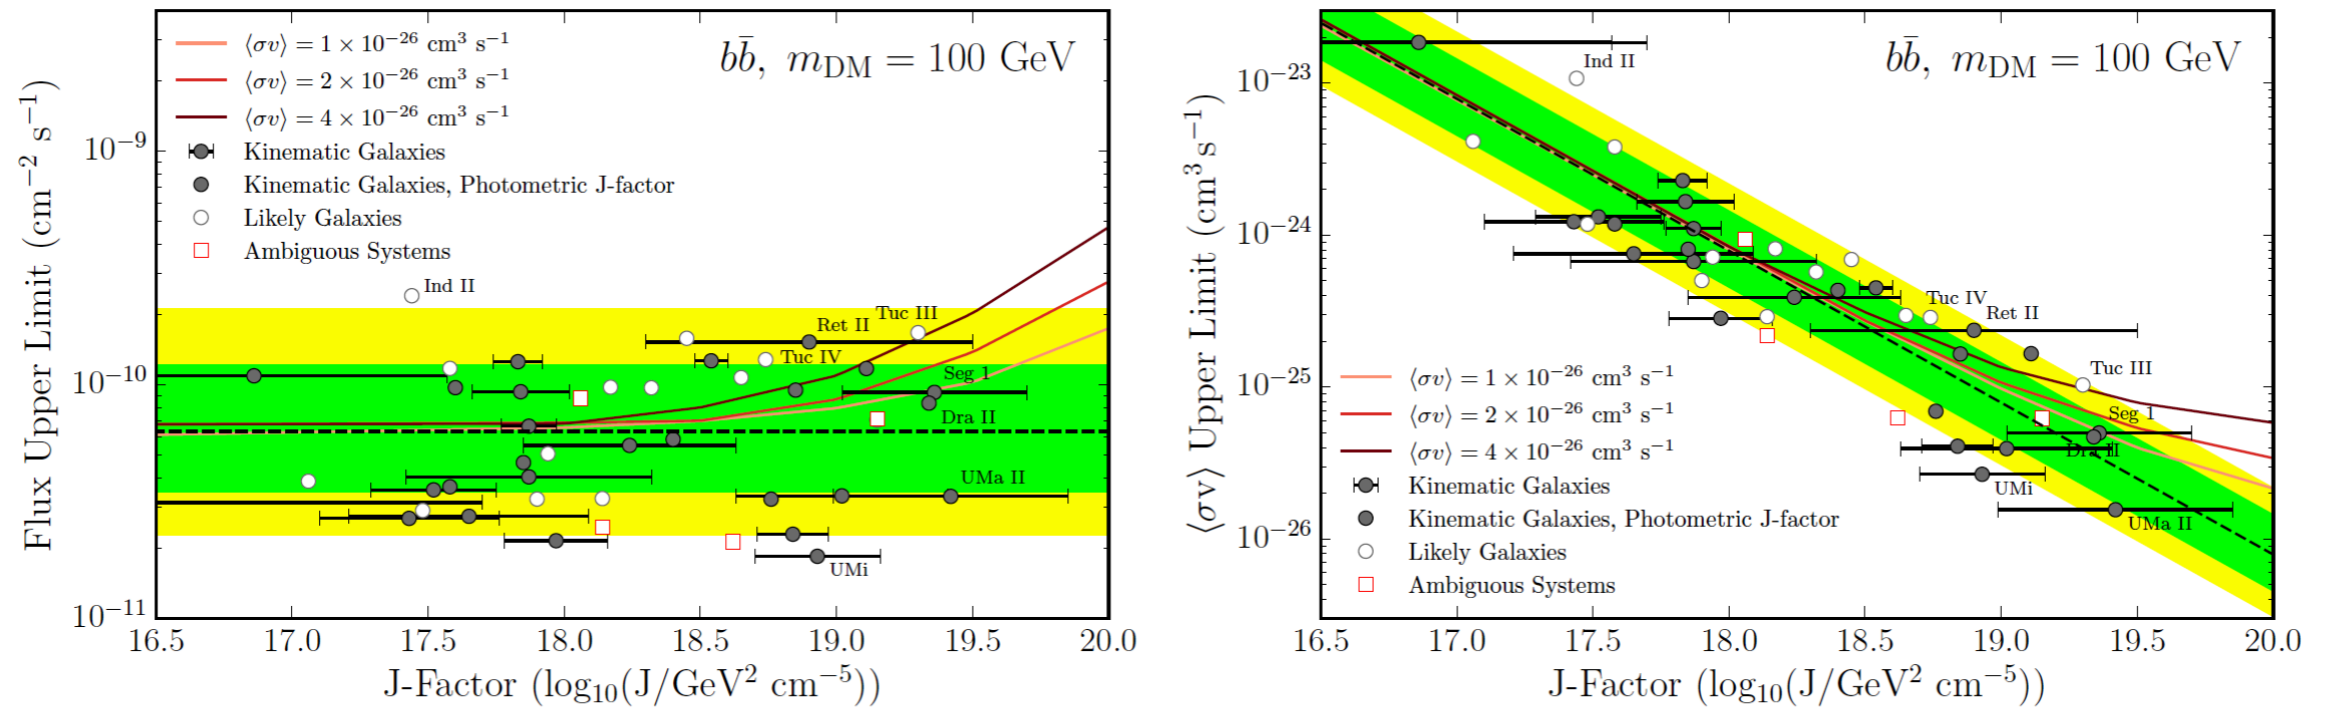 ⟨σv⟩ = 1 × 10⁻²⁶ cm³ s⁻¹
⟨σv⟩ = 2 × 10⁻²⁶ cm³ s⁻¹
⟨σv⟩ = 4 × 10⁻²⁶ cm³ s⁻¹
Kinematic Galaxies
Kinematic Galaxies, Photometric J-factor
Likely Galaxies
Ambiguous Systems
bb̄, m_DM = 100 GeV
Ind II
Tuc III
Ret II
Tuc IV
Seg 1
Dra II
UMa II
UMi
Flux Upper Limit (cm⁻² s⁻¹)
10⁻⁹
10⁻¹⁰
10⁻¹¹
16.5 17.0 17.5 18.0 18.5 19.0 19.5 20.0
J-Factor (log₁₀(J/GeV² cm⁻⁵))
bb̄, m_DM = 100 GeV
Ind II
Tuc IV
Ret II
Tuc III
Seg 1
Dra II
UMi
UMa II
⟨σv⟩ = 1 × 10⁻²⁶ cm³ s⁻¹
⟨σv⟩ = 2 × 10⁻²⁶ cm³ s⁻¹
⟨σv⟩ = 4 × 10⁻²⁶ cm³ s⁻¹
Kinematic Galaxies
Kinematic Galaxies, Photometric J-factor
Likely Galaxies
Ambiguous Systems
⟨σv⟩ Upper Limit (cm³ s⁻¹)
10⁻²³
10⁻²⁴
10⁻²⁵
10⁻²⁶
16.5 17.0 17.5 18.0 18.5 19.0 19.5 20.0
J-Factor (log₁₀(J/GeV² cm⁻⁵))